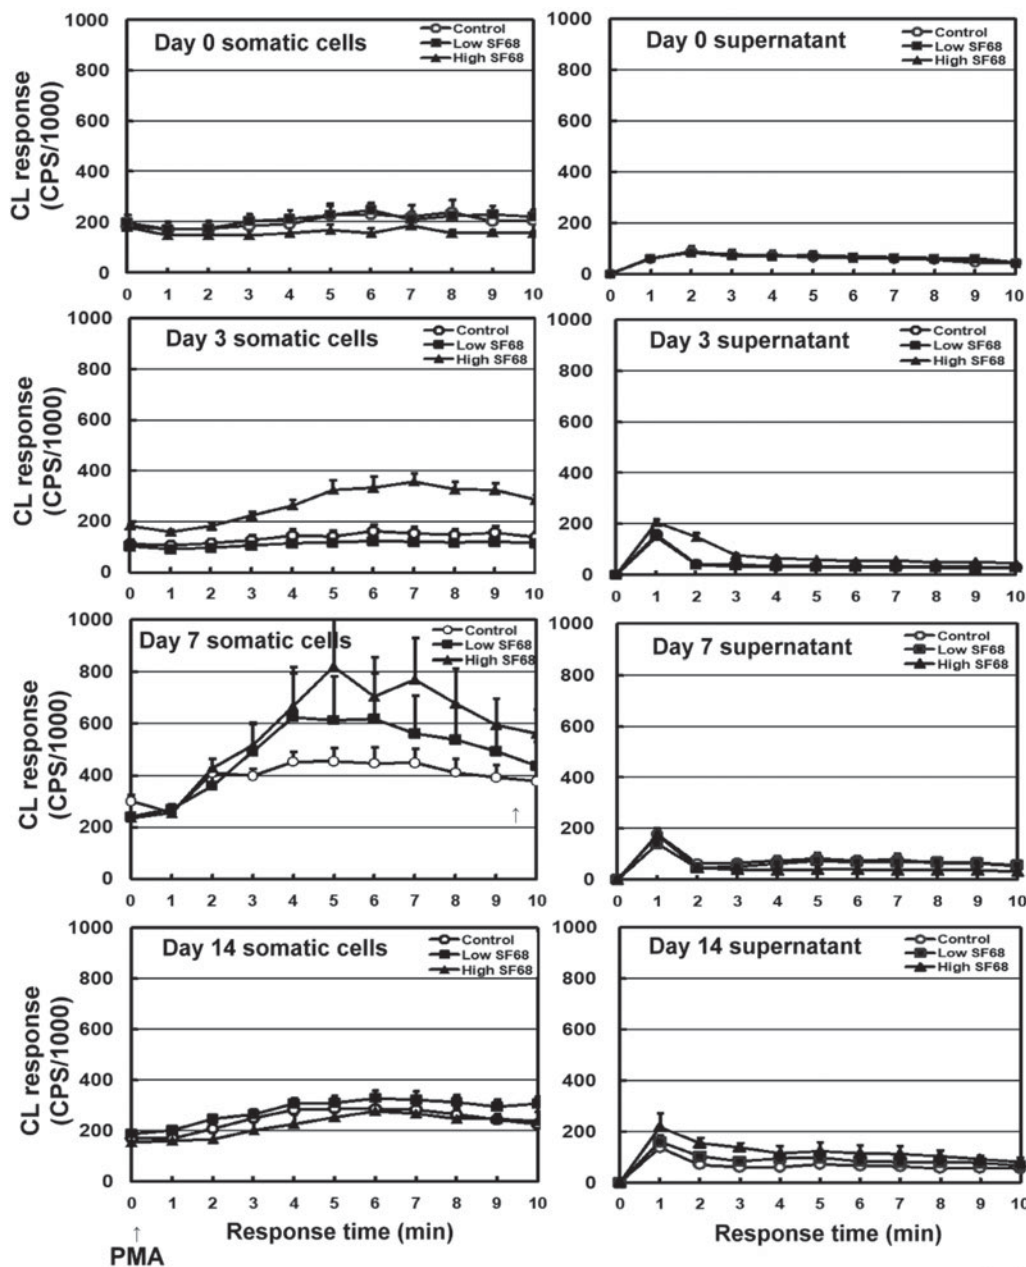 Day 0 somatic cells
Control
Low SF68
High SF68
CL response
(CPS/1000)
1000
800
600
400
200
0
0 1 2 3 4 5 6 7 8 9 10
Day 0 supernatant
Control
Low SF68
High SF68
1000
800
600
400
200
0
0 1 2 3 4 5 6 7 8 9 10
Day 3 somatic cells
Control
Low SF68
High SF68
CL response
(CPS/1000)
1000
800
600
400
200
0
0 1 2 3 4 5 6 7 8 9 10
Day 3 supernatant
Control
Low SF68
High SF68
1000
800
600
400
200
0
0 1 2 3 4 5 6 7 8 9 10
Day 7 somatic cells
Control
Low SF68
High SF68
CL response
(CPS/1000)
1000
800
600
400
200
0
↑
0 1 2 3 4 5 6 7 8 9 10
Day 7 supernatant
Control
Low SF68
High SF68
1000
800
600
400
200
0
0 1 2 3 4 5 6 7 8 9 10
Day 14 somatic cells
Control
Low SF68
High SF68
CL response
(CPS/1000)
1000
800
600
400
200
0
0 1 2 3 4 5 6 7 8 9 10
↑
PMA
Response time (min)
Day 14 supernatant
Control
Low SF68
High SF68
1000
800
600
400
200
0
0 1 2 3 4 5 6 7 8 9 10
Response time (min)